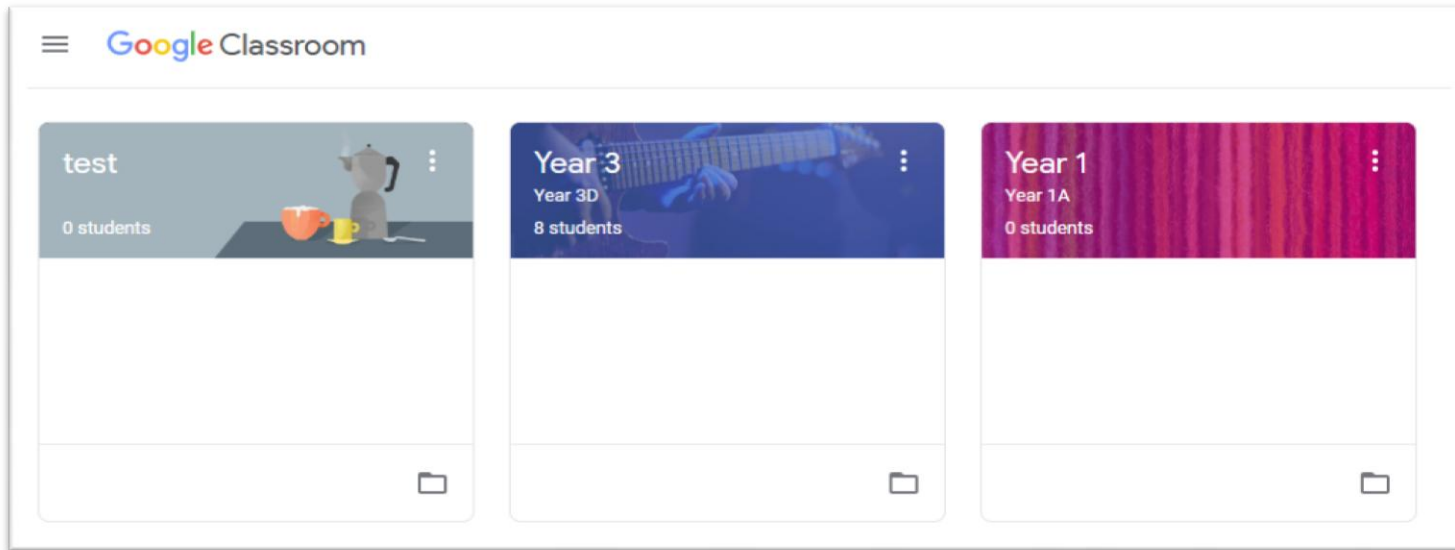 Google Classroom
test
0 students
Year 3
Year 3D
8 students
Year 1
Year 1A
0 students